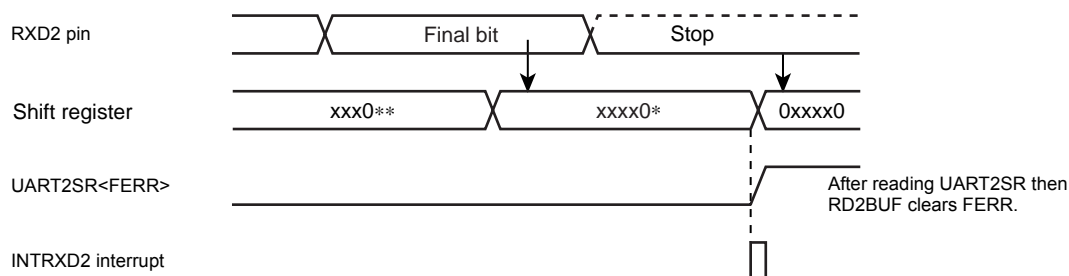 RXD2 pin
Final bit
Stop
Shift register
xxx0**
xxxx0*
0xxxx0
UART2SR<FERR>
After reading UART2SR then
RD2BUF clears FERR.
INTRXD2 interrupt